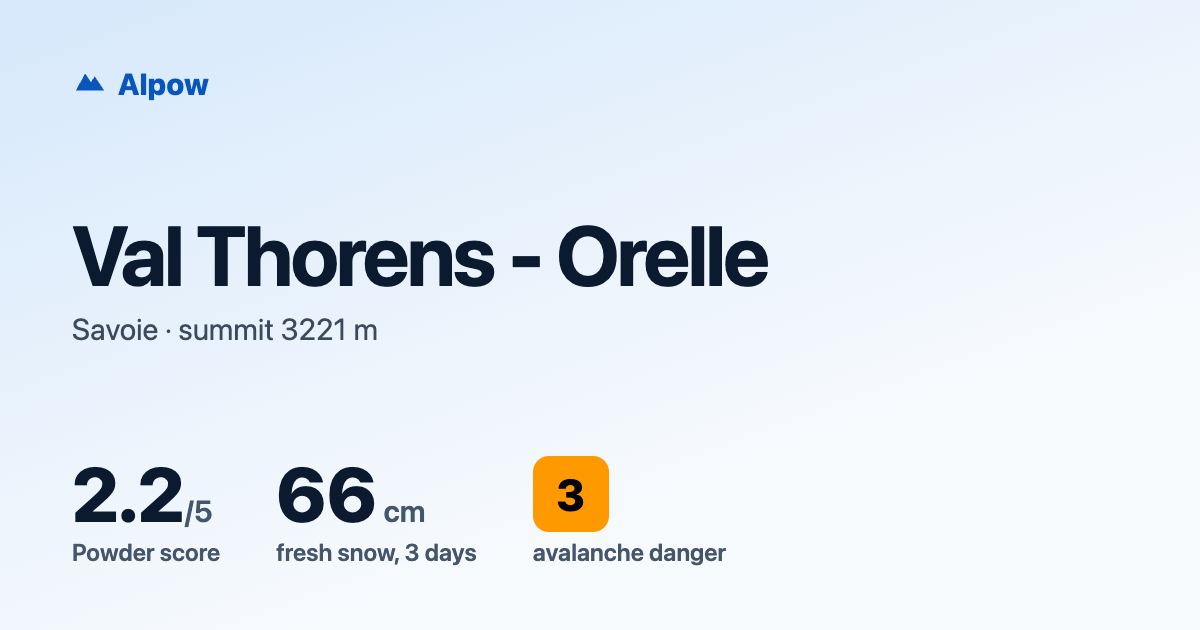 Alpow
Val Thorens - Orelle
Savoie · summit 3221 m
2.2/5
Powder score
66 cm
fresh snow, 3 days
3
avalanche danger